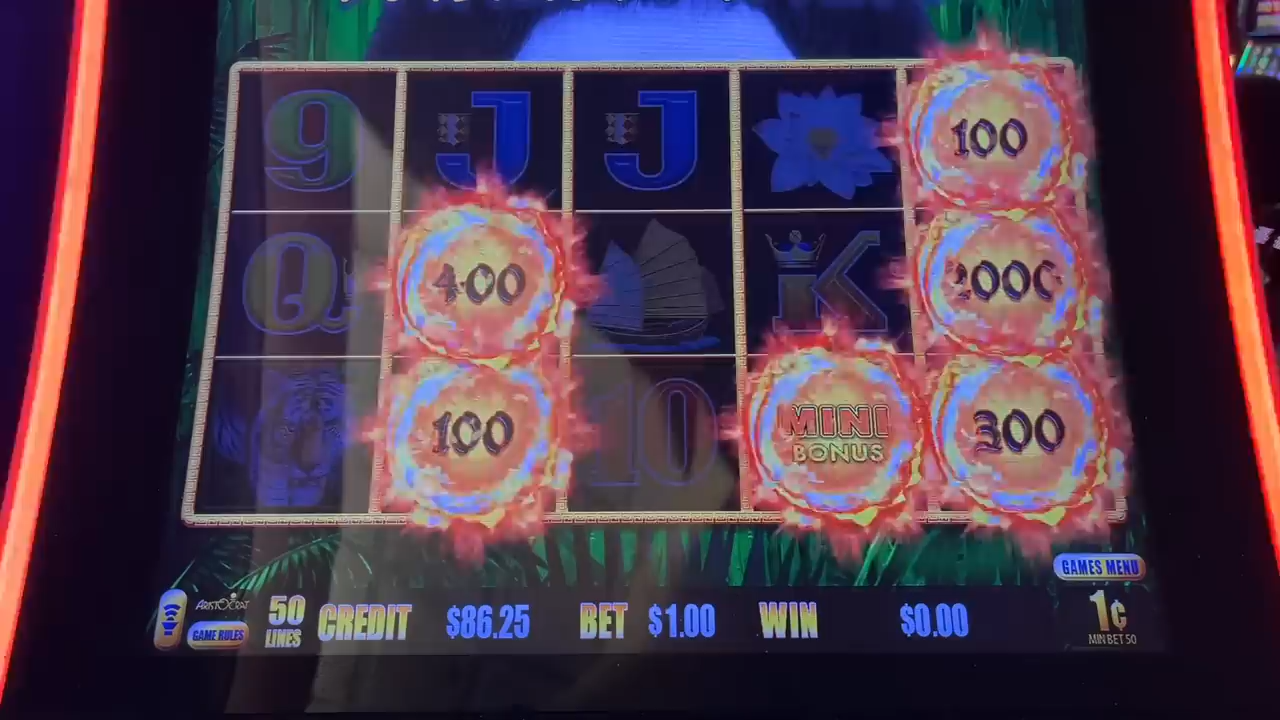 9 J J 100
Q 400 K 2000
100 10 MINI BONUS 300
GAMES MENU
ARISTOCRAT
GAME RULES
50 LINES
CREDIT $86.25 BET $1.00 WIN $0.00
1¢
MIN BET 50